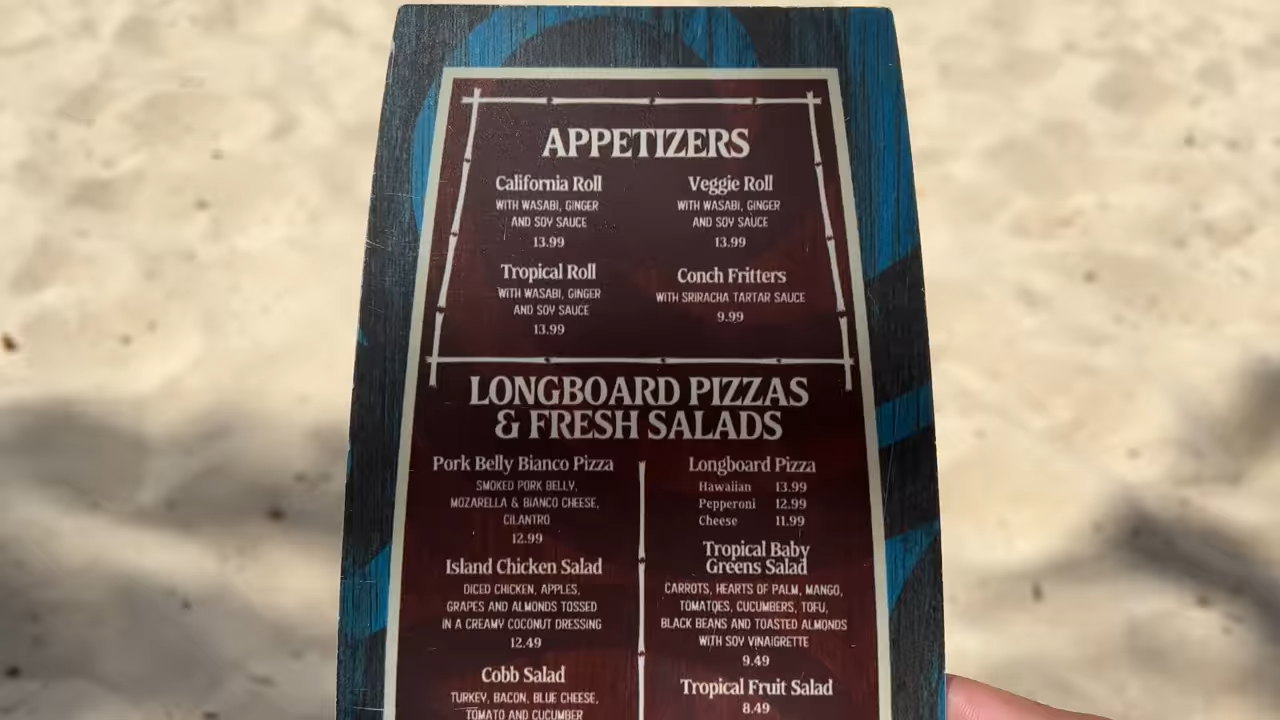 APPETIZERS
California Roll
WITH WASABI, GINGER
AND SOY SAUCE
13.99
Veggie Roll
WITH WASABI, GINGER
AND SOY SAUCE
13.99
Tropical Roll
WITH WASABI, GINGER
AND SOY SAUCE
13.99
Conch Fritters
WITH SRIRACHA TARTAR SAUCE
9.99
LONGBOARD PIZZAS
& FRESH SALADS
Pork Belly Bianco Pizza
SMOKED PORK BELLY,
MOZARELLA & BIANCO CHEESE,
CILANTRO
12.99
Island Chicken Salad
DICED CHICKEN, APPLES,
GRAPES AND ALMONDS TOSSED
IN A CREAMY COCONUT DRESSING
12.49
Cobb Salad
TURKEY, BACON, BLUE CHEESE,
TOMATO AND CUCUMBER
Longboard Pizza
Hawaiian 13.99
Pepperoni 12.99
Cheese 11.99
Tropical Baby
Greens Salad
CARROTS, HEARTS OF PALM, MANGO,
TOMATOES, CUCUMBERS, TOFU,
BLACK BEANS AND TOASTED ALMONDS
WITH SOY VINAIGRETTE
9.49
Tropical Fruit Salad
8.49